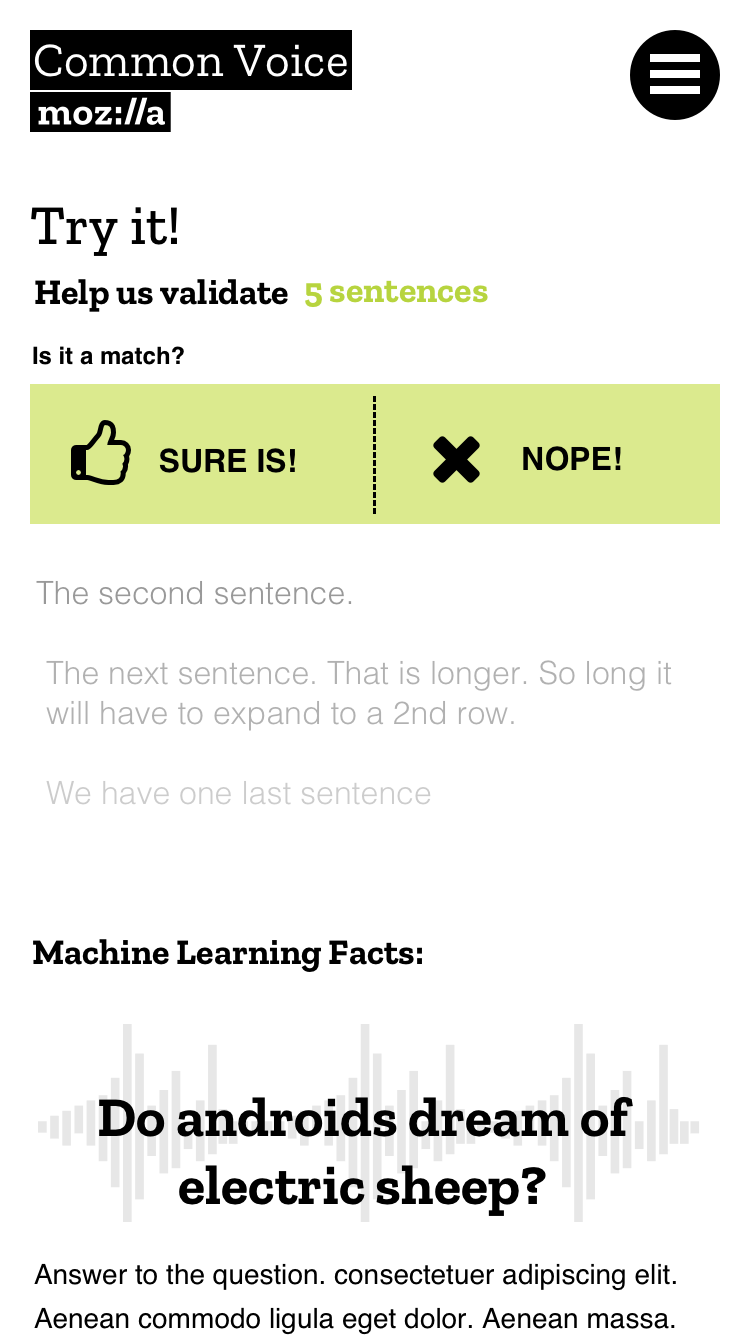 Common Voice
moz://a
Try it!
Help us validate 5 sentences
Is it a match?
SURE IS! NOPE!
The second sentence.
The next sentence. That is longer. So long it
will have to expand to a 2nd row.
We have one last sentence
Machine Learning Facts:
Do androids dream of
electric sheep?
Answer to the question. consectetuer adipiscing elit.
Aenean commodo ligula eget dolor. Aenean massa.